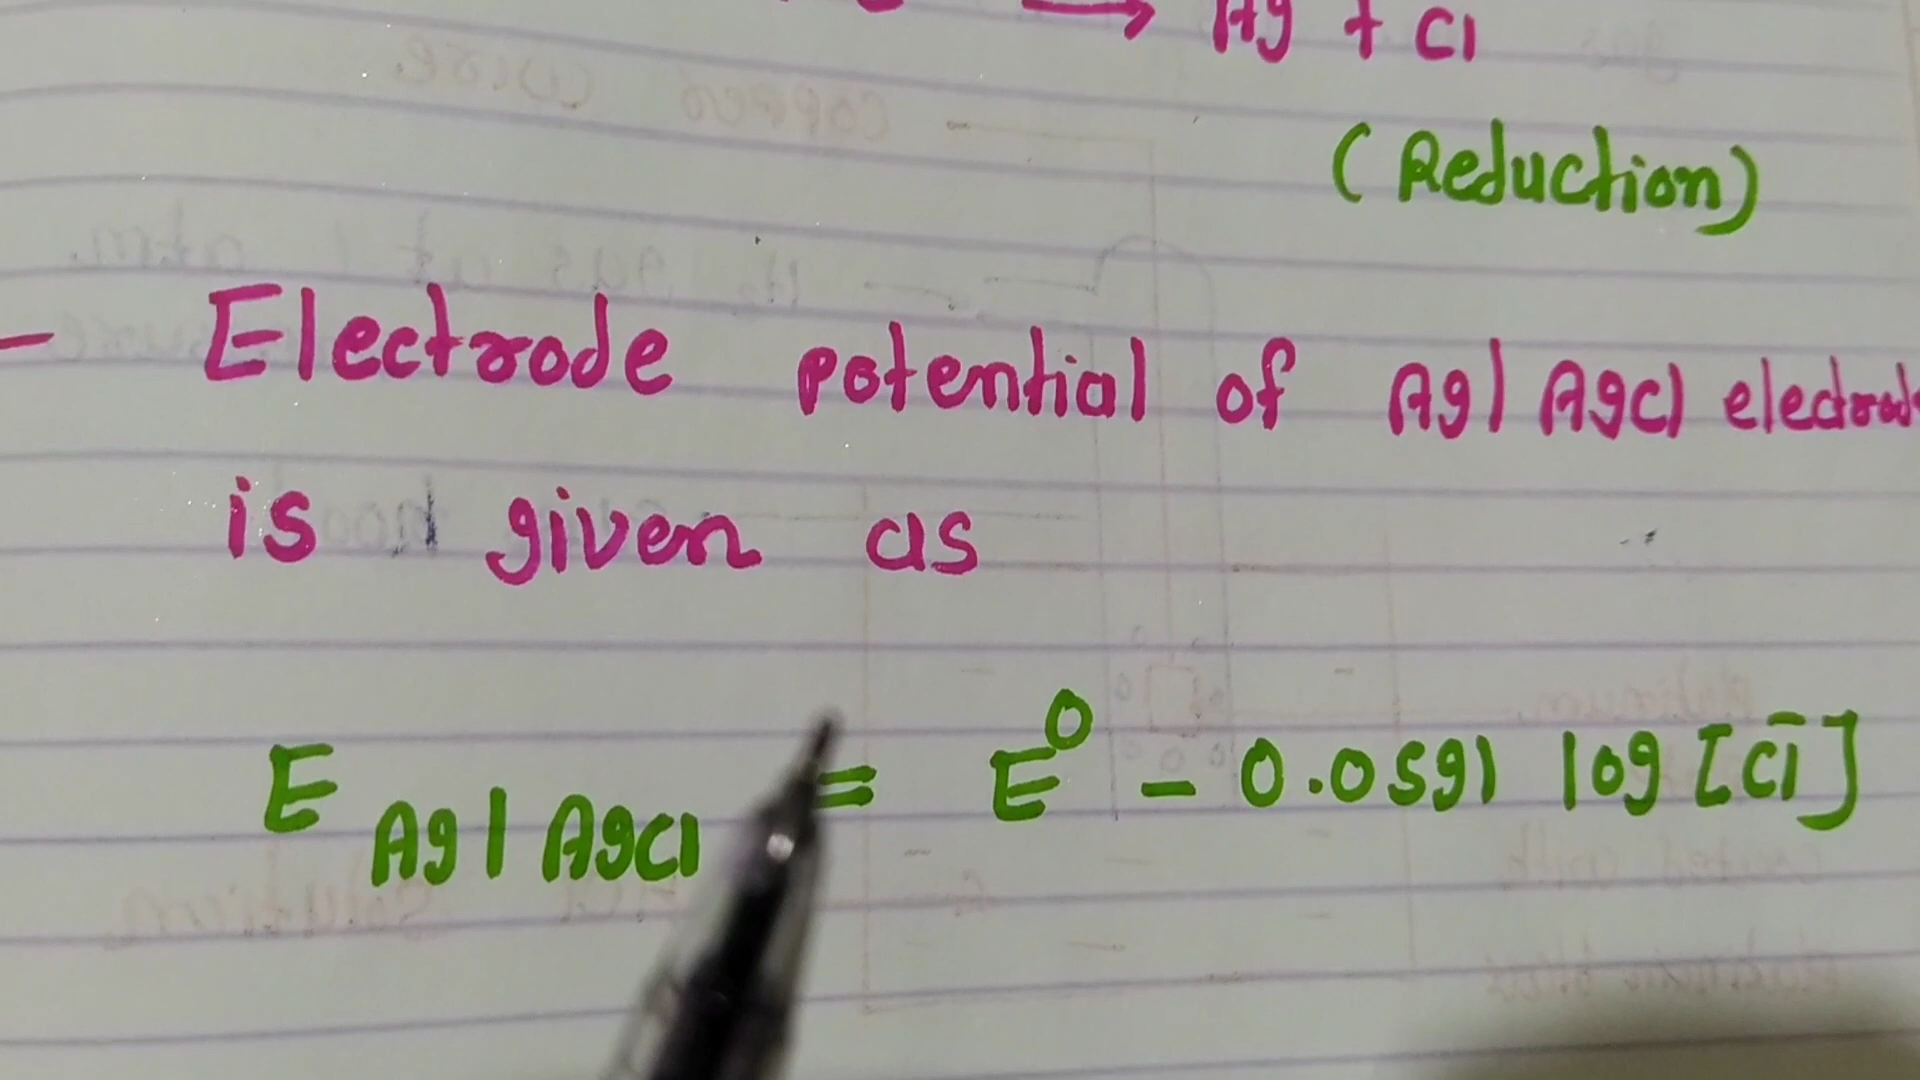 → Ag + Cl
(Reduction)
- Electrode potential of Ag|AgCl electrode
is given as
E Ag|AgCl = E⁰ - 0.0591 log [Cl⁻]